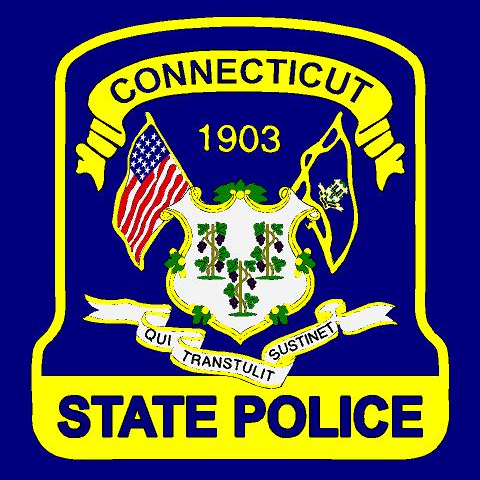 CONNECTICUT
1903
QUI TRANSTULIT SUSTINET
STATE POLICE